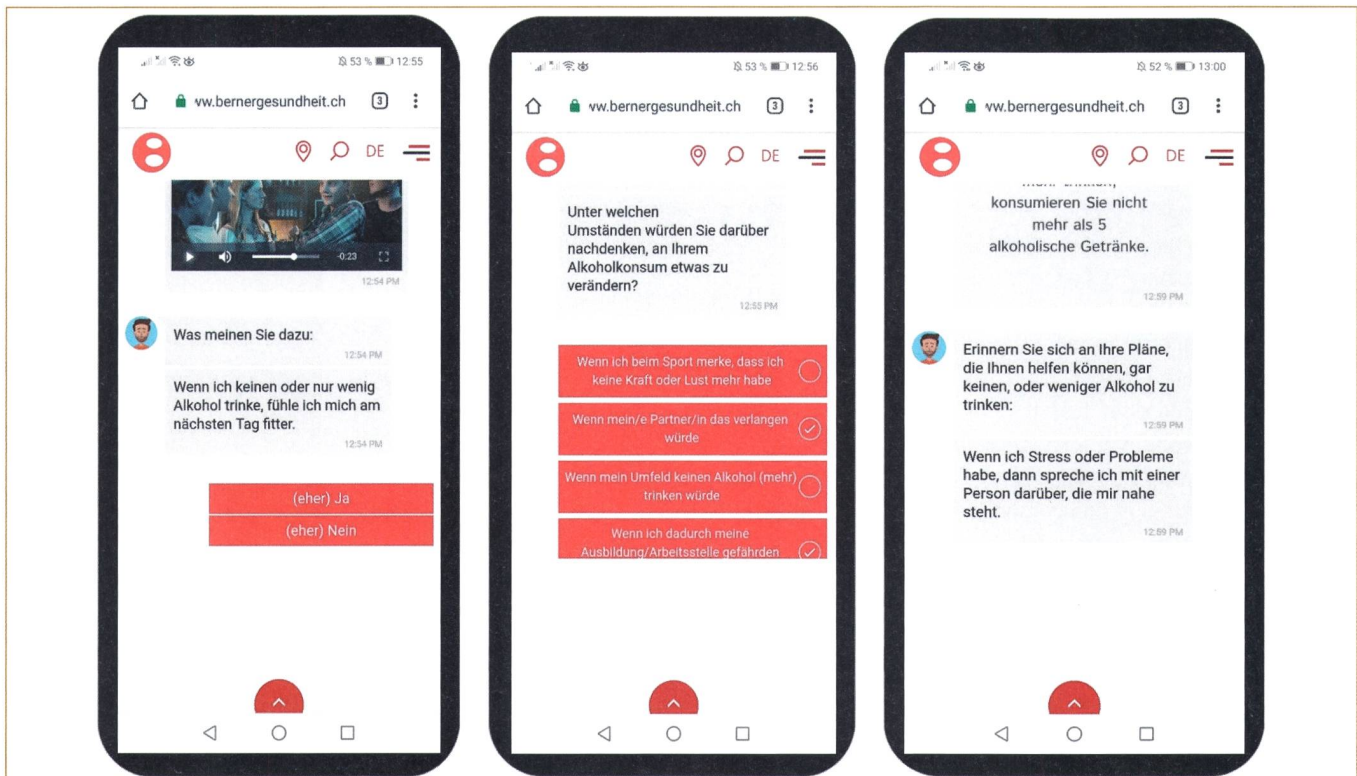 53 % 12:55
vw.bernergesundheit.ch 3
DE
-0:23
12:54 PM
Was meinen Sie dazu:
12:54 PM
Wenn ich keinen oder nur wenig
Alkohol trinke, fühle ich mich am
nächsten Tag fitter.
12:54 PM
(eher) Ja
(eher) Nein
53 % 12:56
vw.bernergesundheit.ch 3
DE
Unter welchen
Umständen würden Sie darüber
nachdenken, an Ihrem
Alkoholkonsum etwas zu
verändern?
12:55 PM
Wenn ich beim Sport merke, dass ich
keine Kraft oder Lust mehr habe
Wenn mein/e Partner/in das verlangen
würde
Wenn mein Umfeld keinen Alkohol (mehr)
trinken würde
Wenn ich dadurch meine
Ausbildung/Arbeitsstelle gefährden
52 % 13:00
vw.bernergesundheit.ch 3
DE
konsumieren Sie nicht
mehr als 5
alkoholische Getränke.
12:59 PM
Erinnern Sie sich an Ihre Pläne,
die Ihnen helfen können, gar
keinen, oder weniger Alkohol zu
trinken:
12:59 PM
Wenn ich Stress oder Probleme
habe, dann spreche ich mit einer
Person darüber, die mir nahe
steht.
12:59 PM